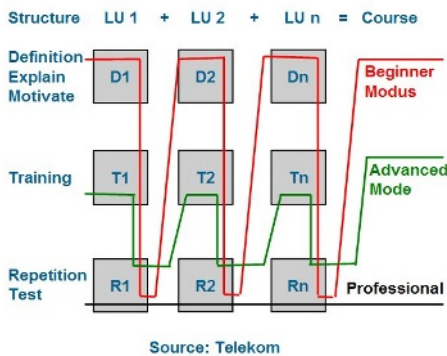 Structure LU 1 + LU 2 + LU n = Course
Definition
Explain
Motivate
D1 D2 Dn
Beginner
Modus
Training
T1 T2 Tn
Advanced
Mode
Repetition
Test
R1 R2 Rn
Professional
Source: Telekom